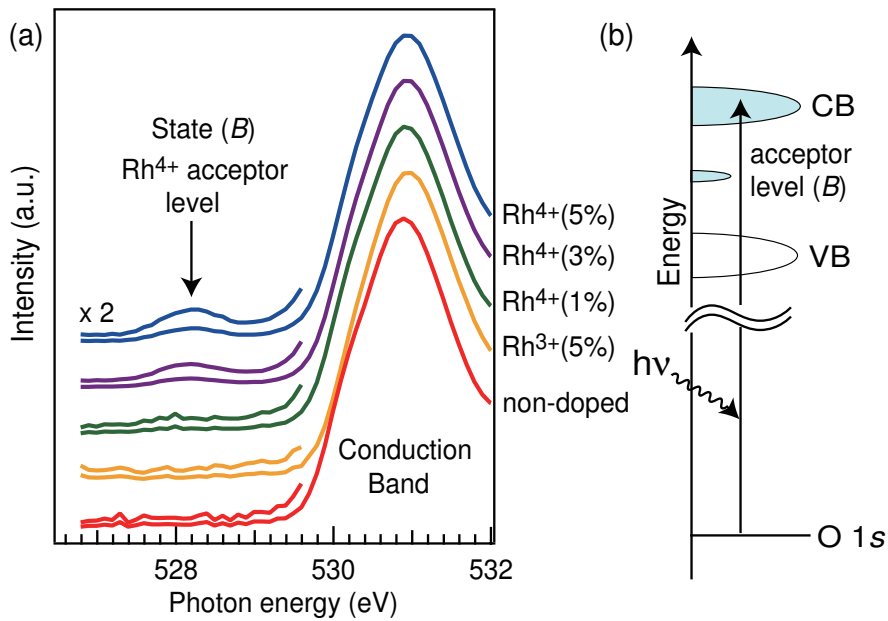 (a)
State (B)
Rh⁴⁺ acceptor
level
x 2
Rh⁴⁺(5%)
Rh⁴⁺(3%)
Rh⁴⁺(1%)
Rh³⁺(5%)
non-doped
Conduction
Band
Intensity (a.u.)
528
530
532
Photon energy (eV)
(b)
CB
acceptor
level (B)
VB
Energy
hν
O 1s